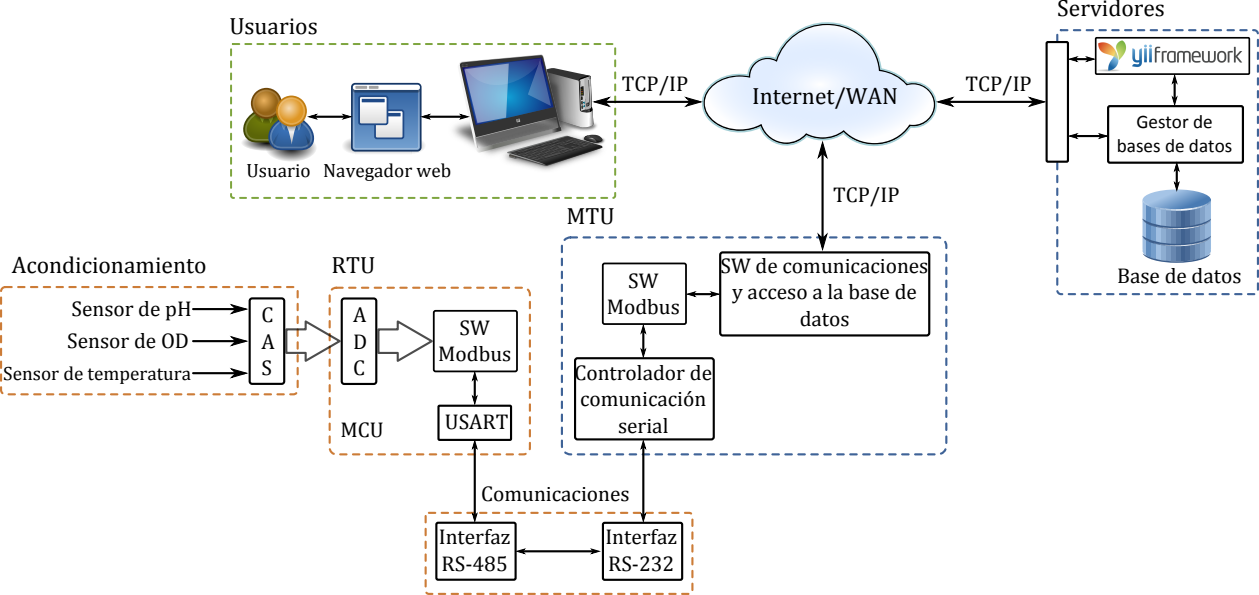 Usuarios
Usuario
Navegador web
TCP/IP
Internet/WAN
TCP/IP
Servidores
yiiframework
Gestor de
bases de datos
Base de datos
TCP/IP
MTU
SW
Modbus
SW de comunicaciones
y acceso a la base de
datos
Controlador de
comunicación
serial
Acondicionamiento
Sensor de pH
Sensor de OD
Sensor de temperatura
C
A
S
RTU
A
D
C
SW
Modbus
USART
MCU
Comunicaciones
Interfaz
RS-485
Interfaz
RS-232